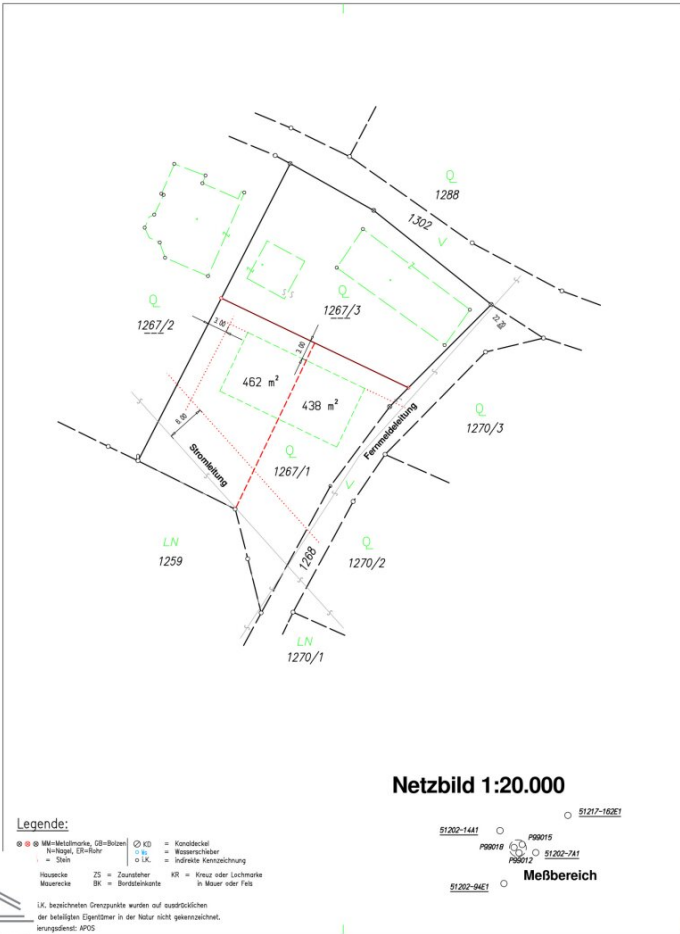 Q
1288
1302
V
Q
1267/3
Q
1267/2
3.00
3.00
22.20
462 m²
438 m²
Q
1270/3
6.00
Stromleitung
Fernmeldeleitung
Q
1267/1
V
LN
1259
1268
Q
1270/2
LN
1270/1
Netzbild 1:20.000
51217-162E1
51202-14A1
P99015
P99018
P99012
51202-7A1
Meßbereich
51202-94E1
Legende:
MM=Metallmarke, GB=Bolzen
N=Nagel, ER=Rohr
= Stein
KD = Kanaldeckel
= Wasserschieber
i.K. = indirekte Kennzeichnung
Hausecke ZS = Zaunsteher KR = Kreuz oder Lochmarke
Mauerecke BK = Bordsteinkante in Mauer oder Fels
i.K. bezeichneten Grenzpunkte wurden auf ausdrücklichen
der beteiligten Eigentümer in der Natur nicht gekennzeichnet.
ierungsdienst: APOS